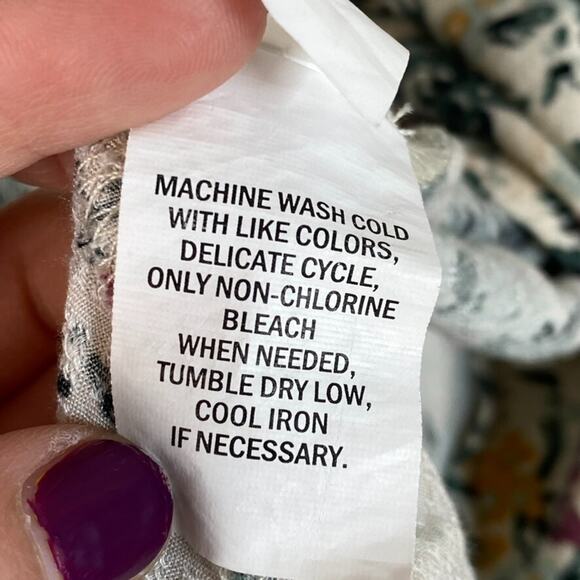 MACHINE WASH COLD
WITH LIKE COLORS,
DELICATE CYCLE,
ONLY NON-CHLORINE
BLEACH
WHEN NEEDED,
TUMBLE DRY LOW,
COOL IRON
IF NECESSARY.